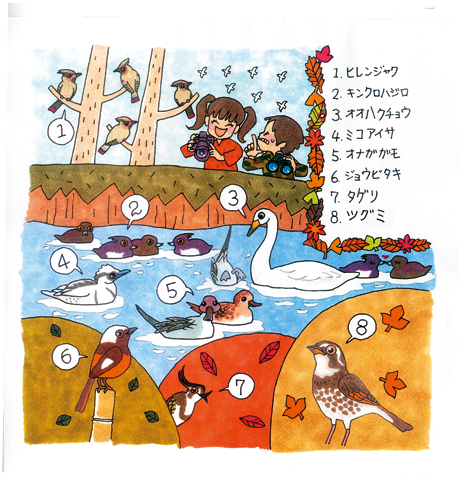 1. ヒレンジャク
2. キンクロハジロ
3. オオハクチョウ
4. ミコアイサ
5. オナガガモ
6. ジョウビタキ
7. タゲリ
8. ツグミ
1
2
3
4
5
6
7
8